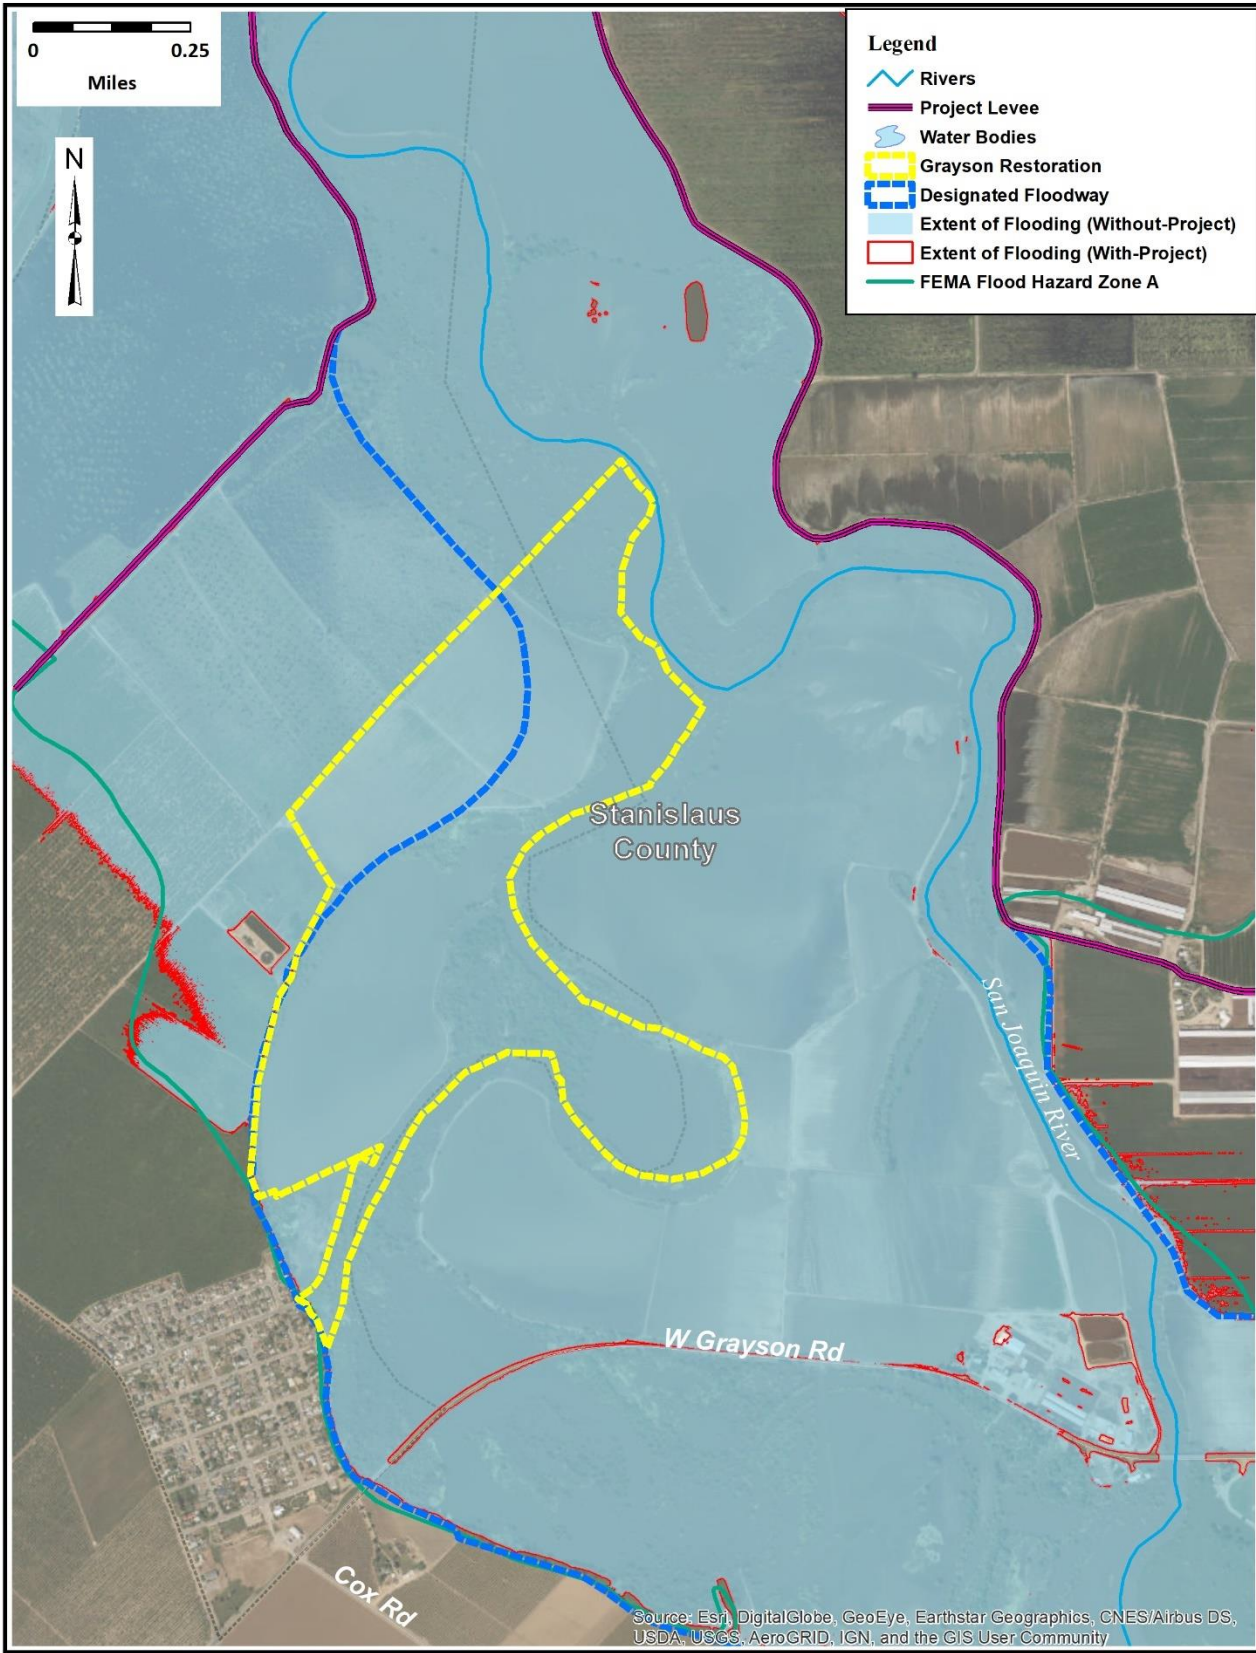 0 0.25
Miles
N
Legend
Rivers
Project Levee
Water Bodies
Grayson Restoration
Designated Floodway
Extent of Flooding (Without-Project)
Extent of Flooding (With-Project)
FEMA Flood Hazard Zone A
Stanislaus
County
San Joaquin River
W Grayson Rd
Cox Rd
Source: Esri, DigitalGlobe, GeoEye, Earthstar Geographics, CNES/Airbus DS,
USDA, USGS, AeroGRID, IGN, and the GIS User Community